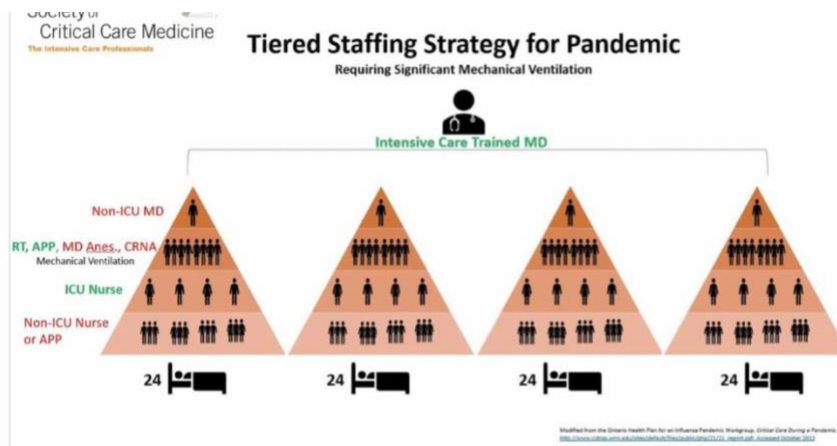 Society of
Critical Care Medicine
The Intensive Care Professionals
Tiered Staffing Strategy for Pandemic
Requiring Significant Mechanical Ventilation
Intensive Care Trained MD
Non-ICU MD
RT, APP, MD Anes., CRNA
Mechanical Ventilation
ICU Nurse
Non-ICU Nurse
or APP
24
24
24
24
Modified from the Ontario Health Plan for an Influenza Pandemic Workgroup. Critical Care During a Pandemic.